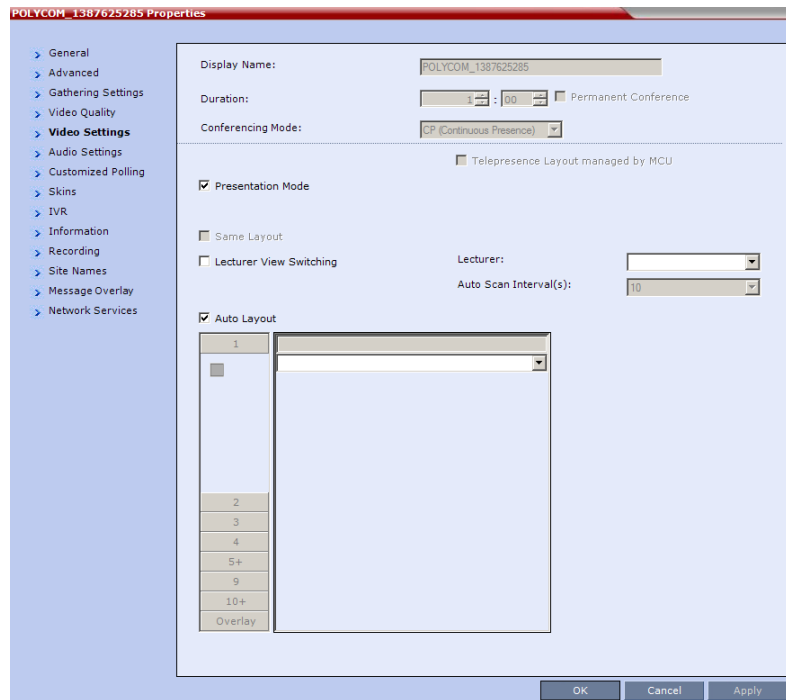 POLYCOM_1387625285 Properties
General
Advanced
Gathering Settings
Video Quality
Video Settings
Audio Settings
Customized Polling
Skins
IVR
Information
Recording
Site Names
Message Overlay
Network Services
Display Name: POLYCOM_1387625285
Duration: 1 : 00 Permanent Conference
Conferencing Mode: CP (Continuous Presence)
Telepresence Layout managed by MCU
Presentation Mode
Same Layout
Lecturer View Switching Lecturer:
Auto Scan Interval(s): 10
Auto Layout
1
2
3
4
5+
9
10+
Overlay
OK Cancel Apply